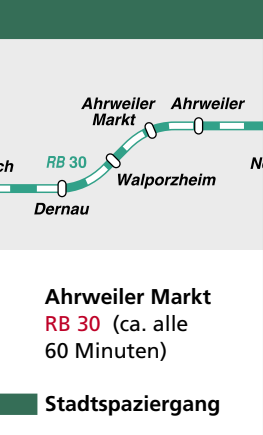 Ahrweiler Ahrweiler
Markt
RB 30
Walporzheim
Dernau
Ahrweiler Markt
RB 30 (ca. alle
60 Minuten)
Stadtspaziergang